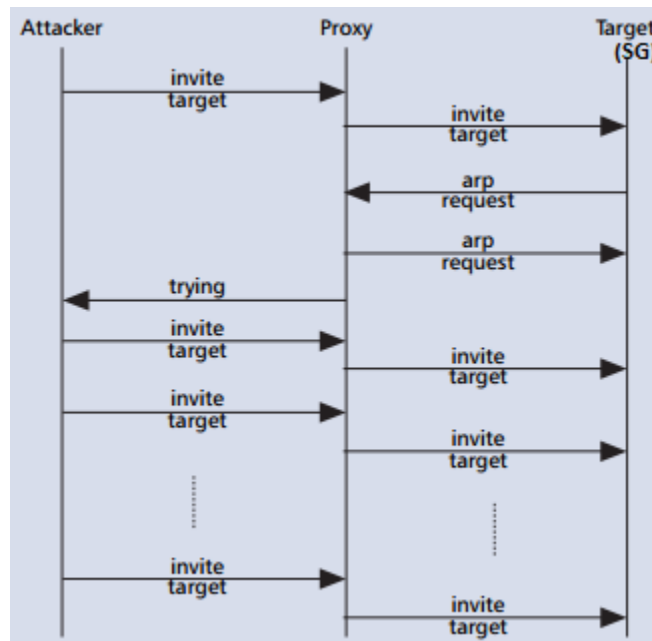 Attacker
Proxy
Target
(SG)
invite
target
invite
target
arp
request
arp
request
trying
invite
target
invite
target
invite
target
invite
target
invite
target
invite
target